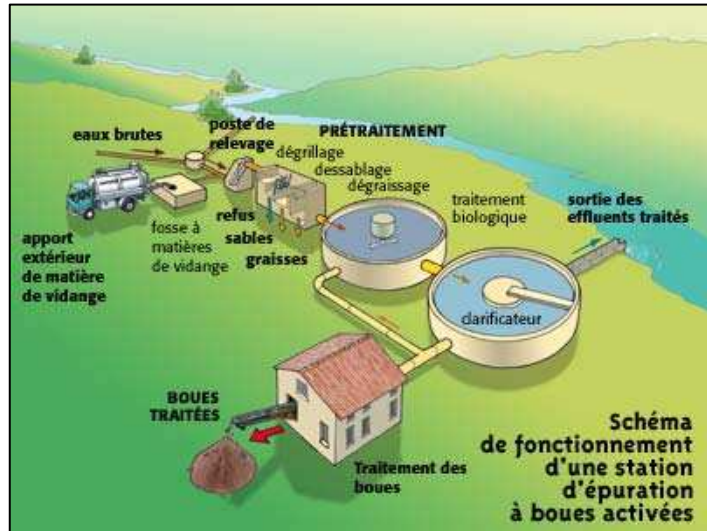 eaux brutes
poste de
relevage
PRÉTRAITEMENT
dégrillage
dessablage
dégraissage
traitement
biologique
sortie des
effluents traités
apport
extérieur
de matière
de vidange
fosse à
matières
de vidange
refus
sables
graisses
clarificateur
BOUES
TRAITÉES
Traitement des
boues
Schéma
de fonctionnement
d'une station
d'épuration
à boues activées